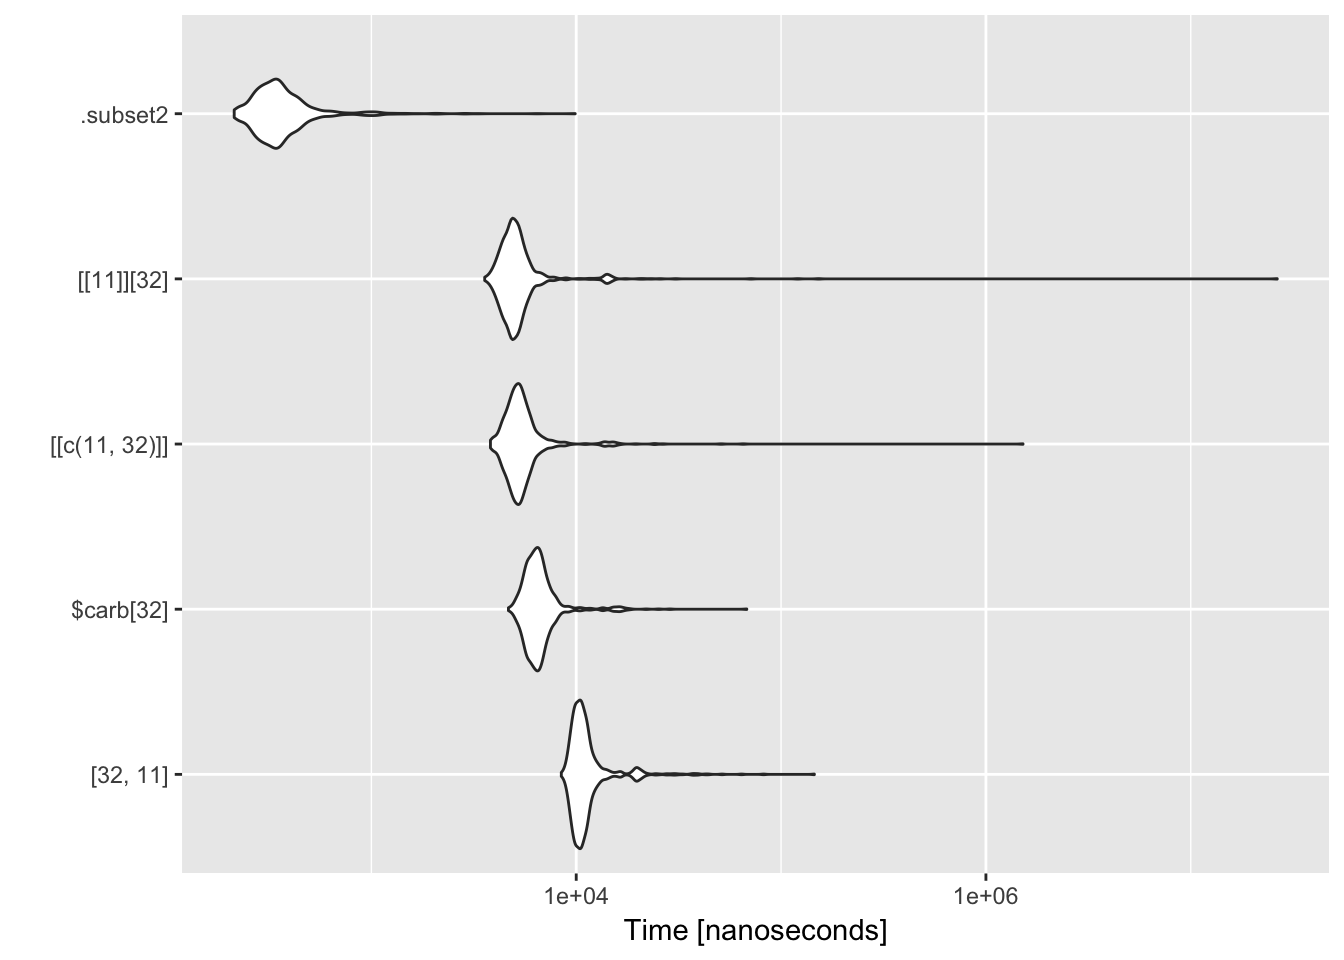 .subset2
[[11]][32]
[[c(11, 32)]]
$carb[32]
[32, 11]
1e+04
1e+06
Time [nanoseconds]